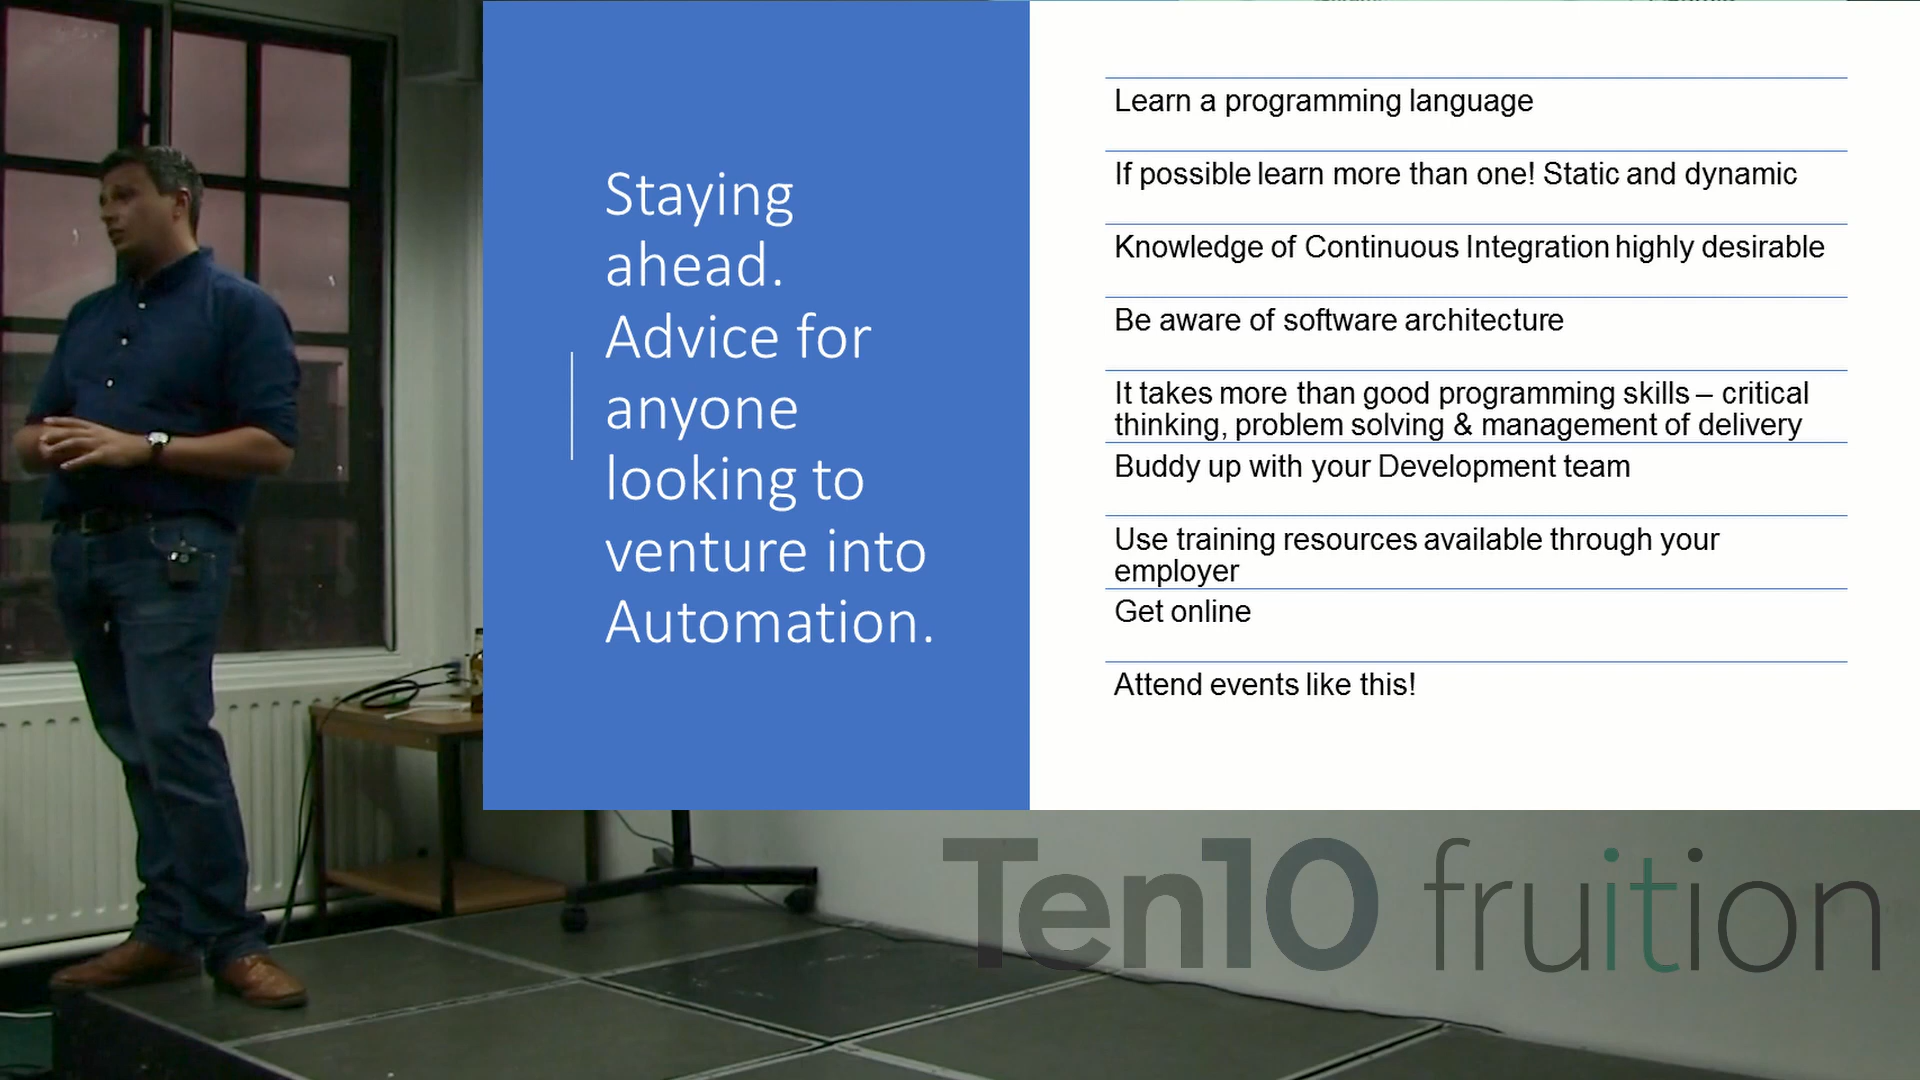 Staying
ahead.
Advice for
anyone
looking to
venture into
Automation.
Learn a programming language
If possible learn more than one! Static and dynamic
Knowledge of Continuous Integration highly desirable
Be aware of software architecture
It takes more than good programming skills – critical
thinking, problem solving & management of delivery
Buddy up with your Development team
Use training resources available through your
employer
Get online
Attend events like this!
Ten10 fruition